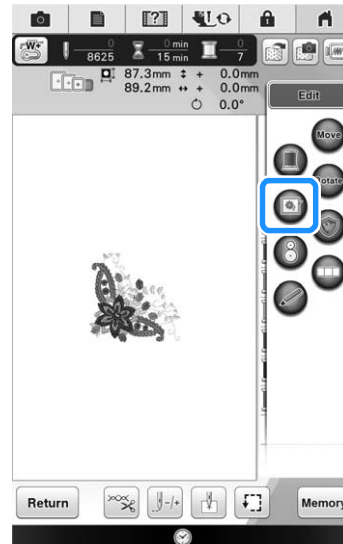 [?]
W+
0
8625
0 min
15 min
0
7
87.3mm ↕ + 0.0mm
89.2mm ↔ + 0.0mm
0.0°
Edit
Move
Rotate
-/+
Return
Memory